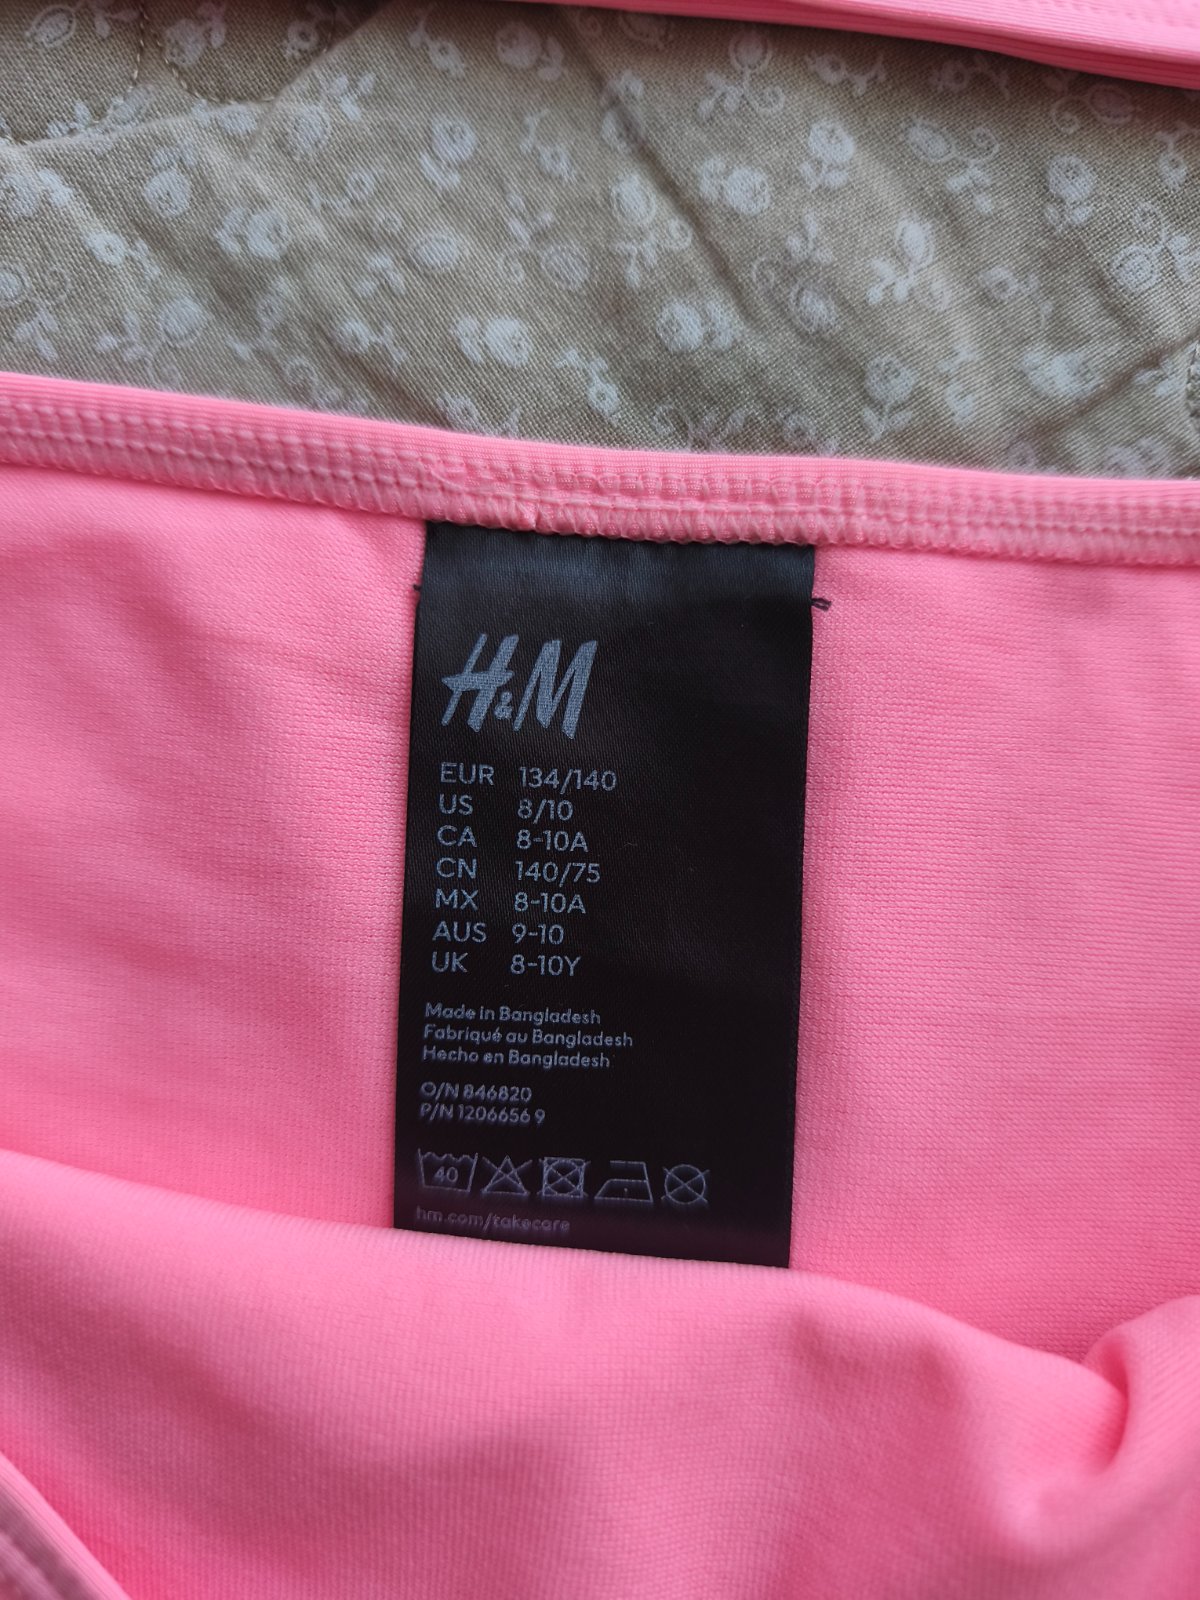 H&M
EUR 134/140
US 8/10
CA 8-10A
CN 140/75
MX 8-10A
AUS 9-10
UK 8-10Y
Made in Bangladesh
Fabriqué au Bangladesh
Hecho en Bangladesh
O/N 846820
P/N 1206656 9
40
hm.com/takecare